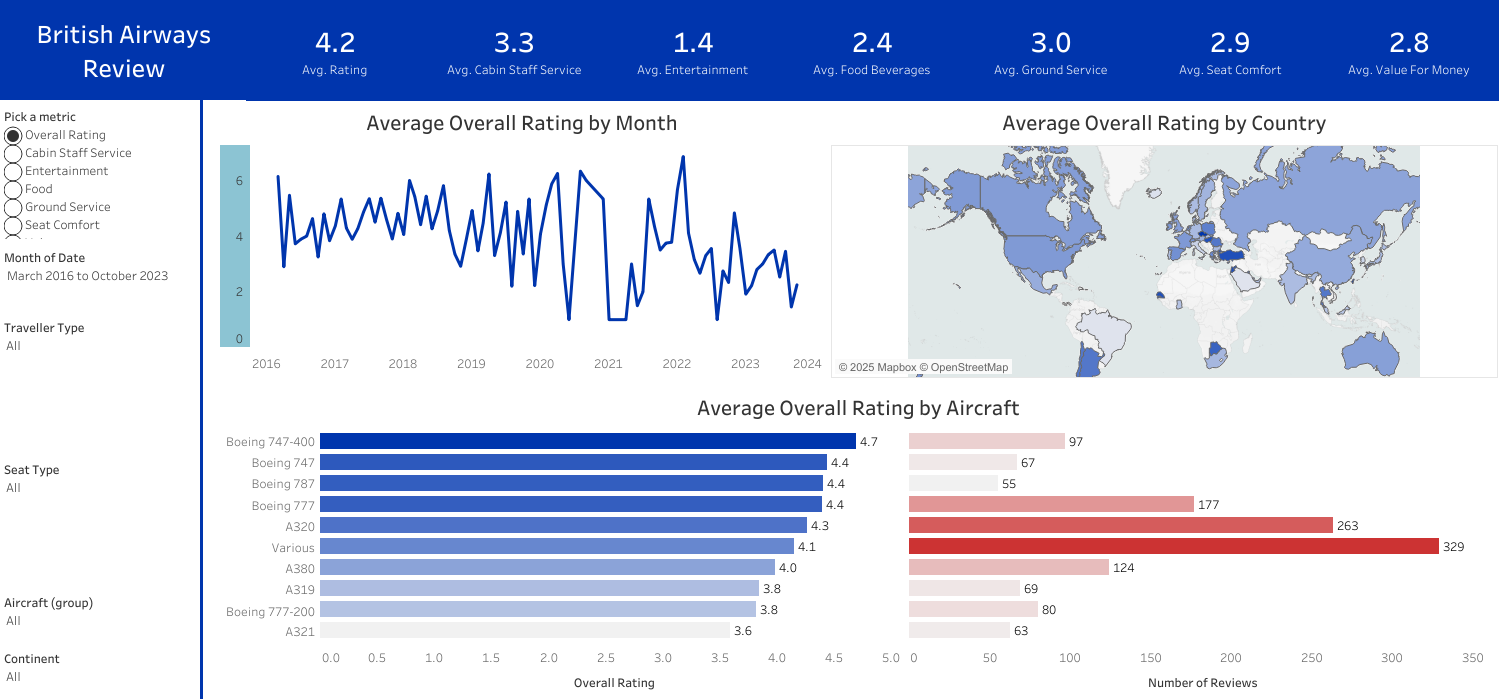 British Airways
Review
4.2
Avg. Rating
3.3
Avg. Cabin Staff Service
1.4
Avg. Entertainment
2.4
Avg. Food Beverages
3.0
Avg. Ground Service
2.9
Avg. Seat Comfort
2.8
Avg. Value For Money
Pick a metric
Overall Rating
Cabin Staff Service
Entertainment
Food
Ground Service
Seat Comfort
Month of Date
March 2016 to October 2023
Traveller Type
All
Seat Type
All
Aircraft (group)
All
Continent
All
Average Overall Rating by Month
6
4
2
0
2016 2017 2018 2019 2020 2021 2022 2023 2024
Average Overall Rating by Country
© 2025 Mapbox © OpenStreetMap
Average Overall Rating by Aircraft
Boeing 747-400 4.7 97
Boeing 747 4.4 67
Boeing 787 4.4 55
Boeing 777 4.4 177
A320 4.3 263
Various 4.1 329
A380 4.0 124
A319 3.8 69
Boeing 777-200 3.8 80
A321 3.6 63
0.0 0.5 1.0 1.5 2.0 2.5 3.0 3.5 4.0 4.5 5.0 0 50 100 150 200 250 300 350
Overall Rating Number of Reviews